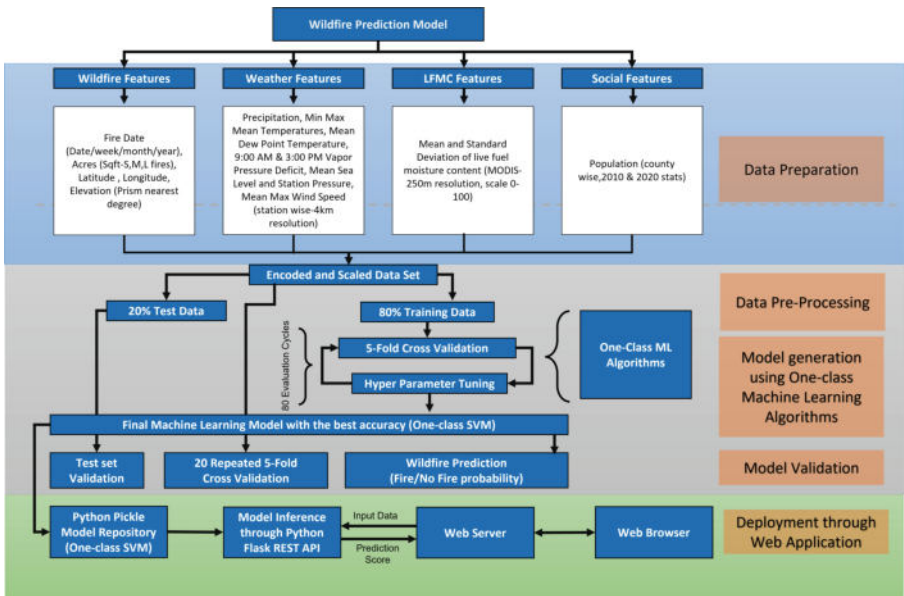 Wildfire Prediction Model
Wildfire Features
Weather Features
LFMC Features
Social Features
Fire Date
(Date/week/month/year),
Acres (Sqft-S,M,L fires),
Latitude , Longitude,
Elevation (Prism nearest
degree)
Precipitation, Min Max
Mean Temperatures, Mean
Dew Point Temperature,
9:00 AM & 3:00 PM Vapor
Pressure Deficit, Mean Sea
Level and Station Pressure,
Mean Max Wind Speed
(station wise-4km
resolution)
Mean and Standard
Deviation of live fuel
moisture content (MODIS-
250m resolution, scale 0-
100)
Population (county
wise,2010 & 2020 stats)
Data Preparation
Encoded and Scaled Data Set
20% Test Data
80% Training Data
Data Pre-Processing
80 Evaluation Cycles
5-Fold Cross Validation
Hyper Parameter Tuning
One-Class ML
Algorithms
Model generation
using One-class
Machine Learning
Algorithms
Final Machine Learning Model with the best accuracy (One-class SVM)
Test set
Validation
20 Repeated 5-Fold
Cross Validation
Wildfire Prediction
(Fire/No Fire probability)
Model Validation
Python Pickle
Model Repository
(One-class SVM)
Model Inference
through Python
Flask REST API
Input Data
Prediction
Score
Web Server
Web Browser
Deployment through
Web Application